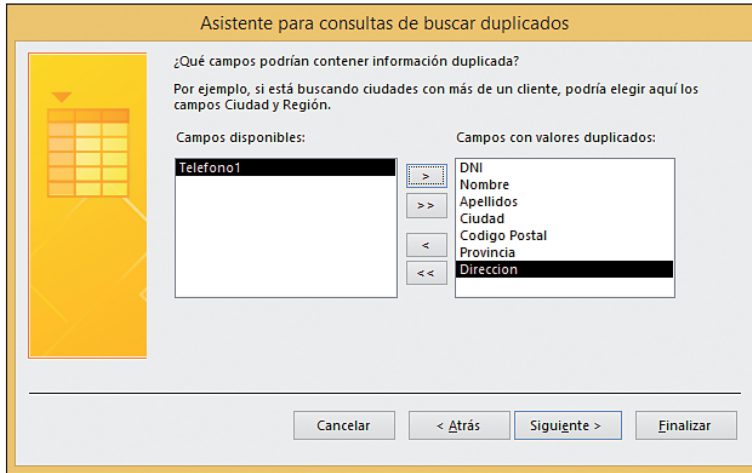 Asistente para consultas de buscar duplicados
¿Qué campos podrían contener información duplicada?
Por ejemplo, si está buscando ciudades con más de un cliente, podría elegir aquí los
campos Ciudad y Región.
Campos disponibles:
Telefono1
>
>>
<
<<
Campos con valores duplicados:
DNI
Nombre
Apellidos
Ciudad
Codigo Postal
Provincia
Direccion
Cancelar
< Atrás
Siguiente >
Finalizar